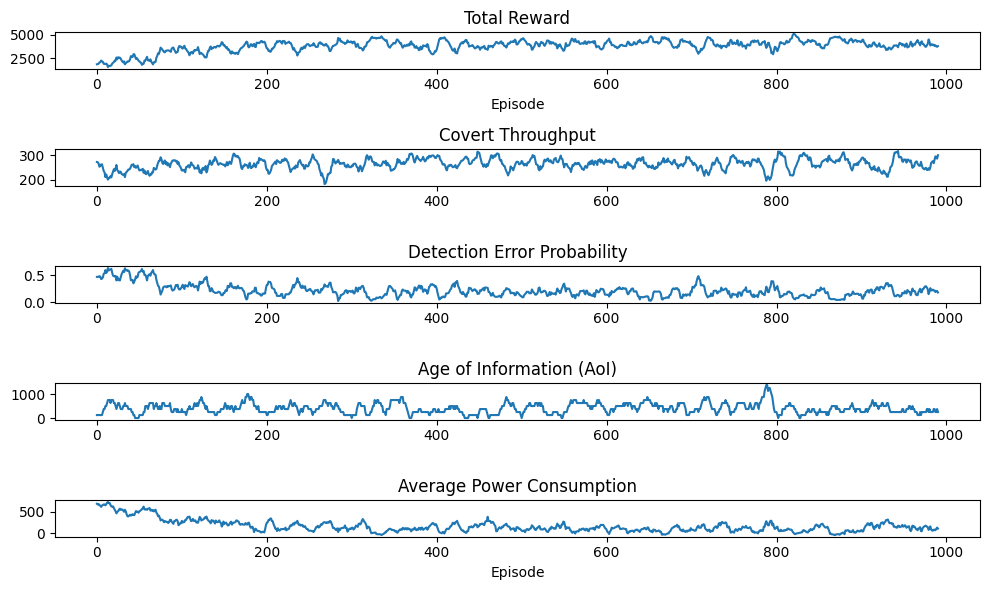 Total Reward
5000
2500
0 200 400 600 800 1000
Episode
Covert Throughput
300
200
0 200 400 600 800 1000
Detection Error Probability
0.5
0.0
0 200 400 600 800 1000
Age of Information (AoI)
1000
0
0 200 400 600 800 1000
Average Power Consumption
500
0
0 200 400 600 800 1000
Episode